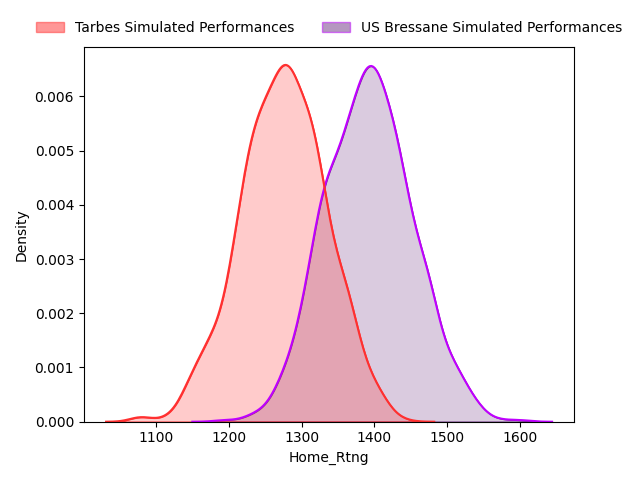 Tarbes Simulated Performances
US Bressane Simulated Performances
Density
0.006
0.005
0.004
0.003
0.002
0.001
0.000
1100 1200 1300 1400 1500 1600
Home_Rtng